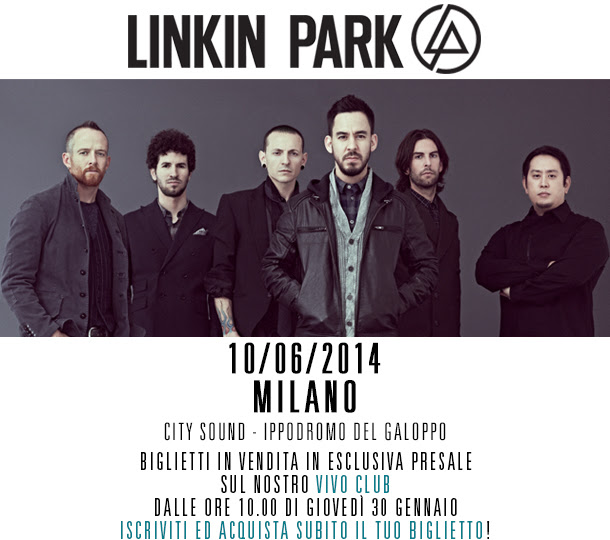 LINKIN PARK
10/06/2014
MILANO
CITY SOUND - IPPODROMO DEL GALOPPO
BIGLIETTI IN VENDITA IN ESCLUSIVA PRESALE
SUL NOSTRO VIVO CLUB
DALLE ORE 10.00 DI GIOVEDÌ 30 GENNAIO
ISCRIVITI ED ACQUISTA SUBITO IL TUO BIGLIETTO!